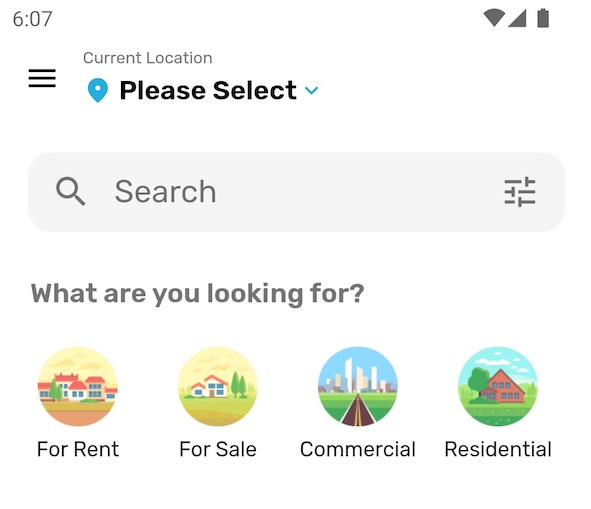 6:07
Current Location
Please Select
Search
What are you looking for?
For Rent
For Sale
Commercial
Residential